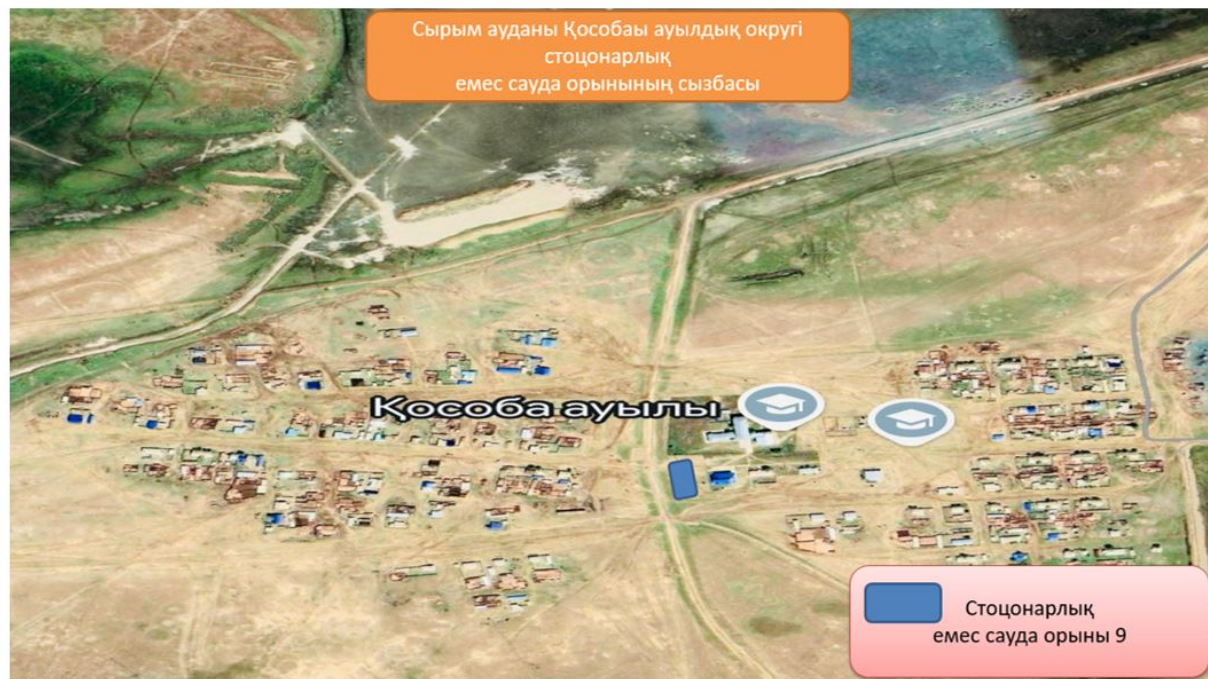 Сырым ауданы Қособаы ауылдық округі
стоцонарлық
емес сауда орынының сызбасы
Қособа ауылы
Стоцонарлық
емес сауда орыны 9